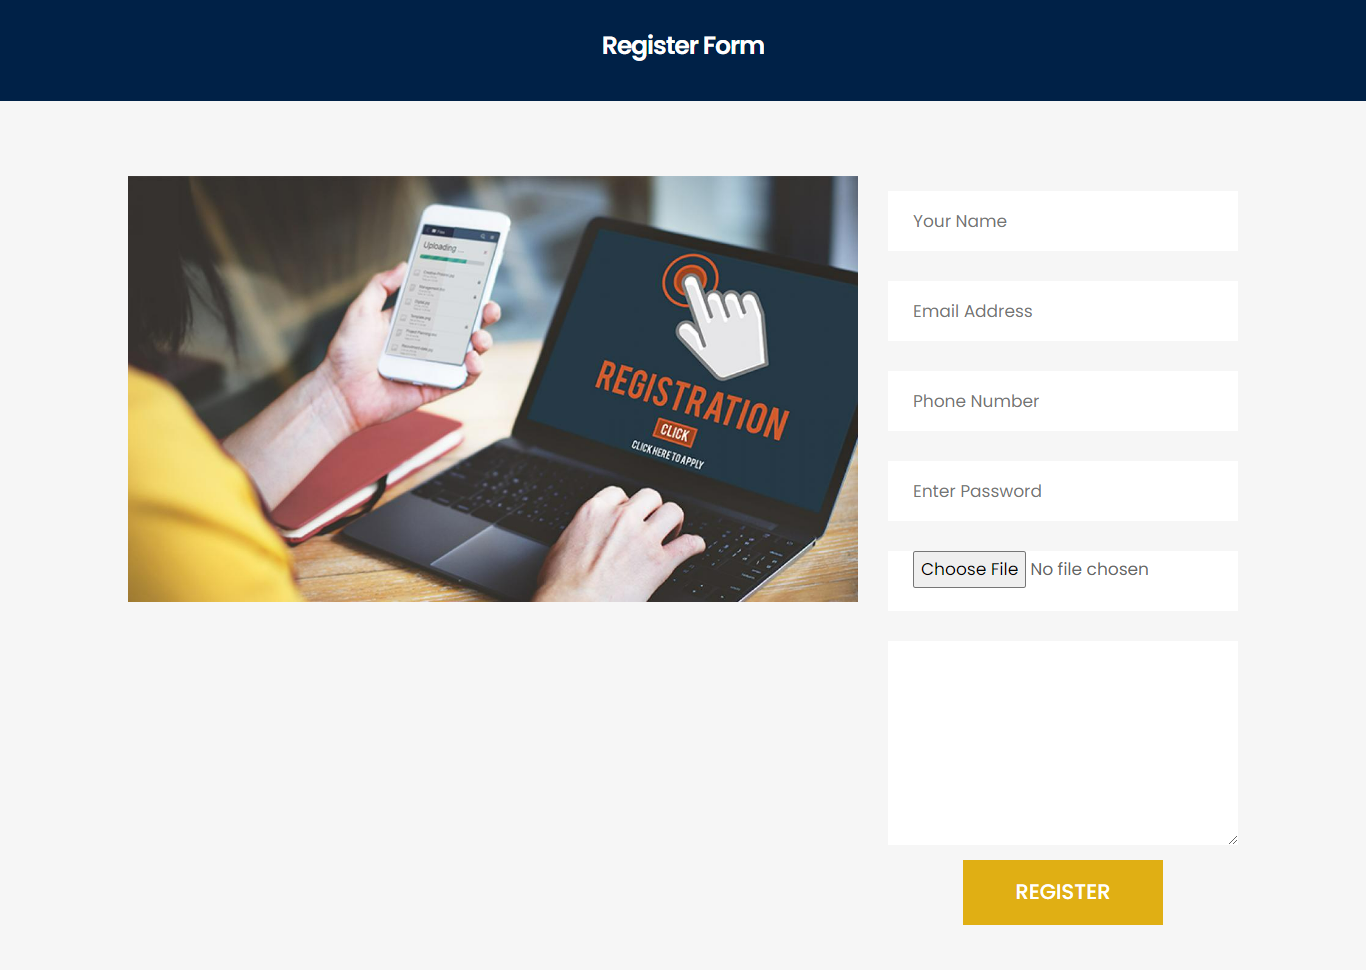 Register Form
Uploading ...
REGISTRATION
CLICK
CLICK HERE TO APPLY
Your Name
Email Address
Phone Number
Enter Password
Choose File No file chosen
REGISTER